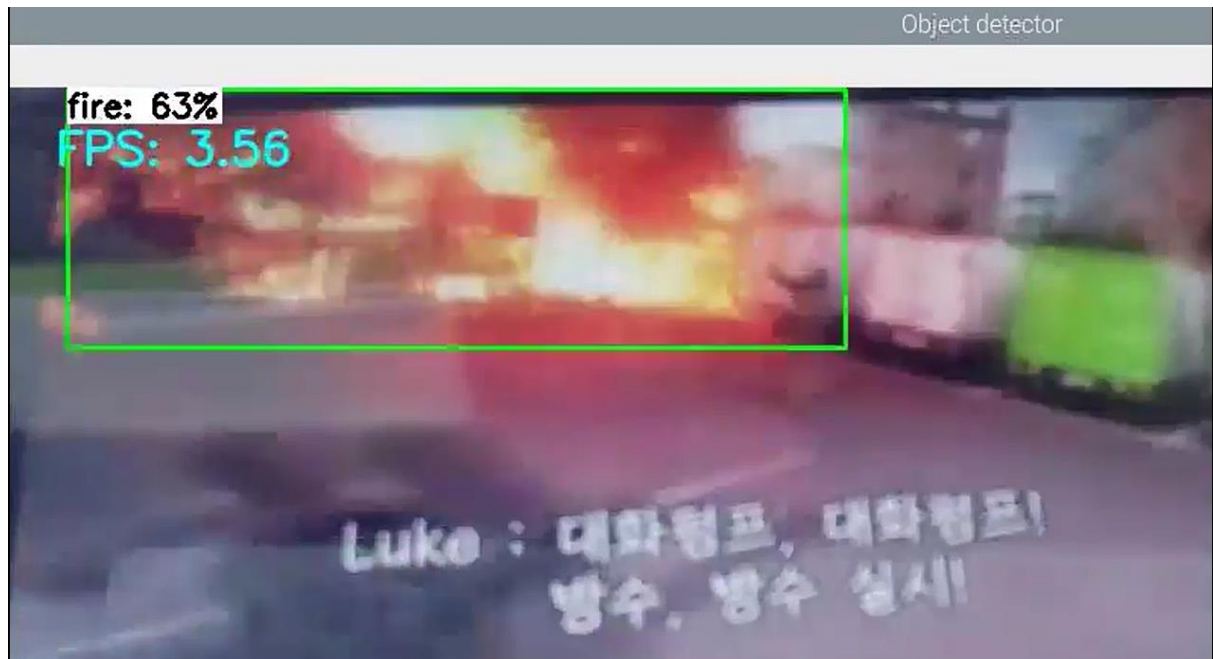 Object detector
fire: 63%
FPS: 3.56
Luke : 대화펌프, 대화펌프!
방수, 방수 실시!